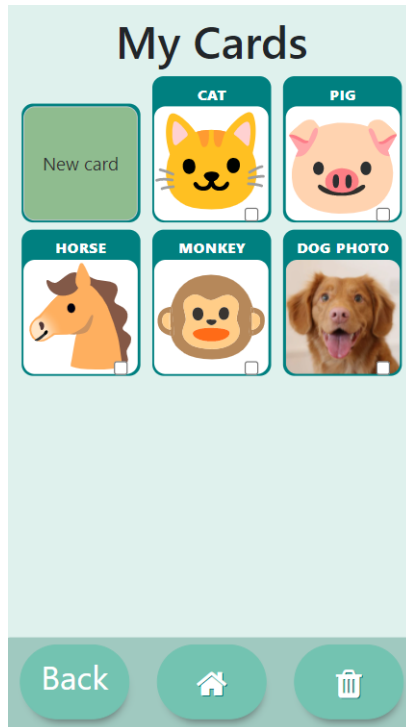 My Cards
New card
CAT
PIG
HORSE
MONKEY
DOG PHOTO
Back